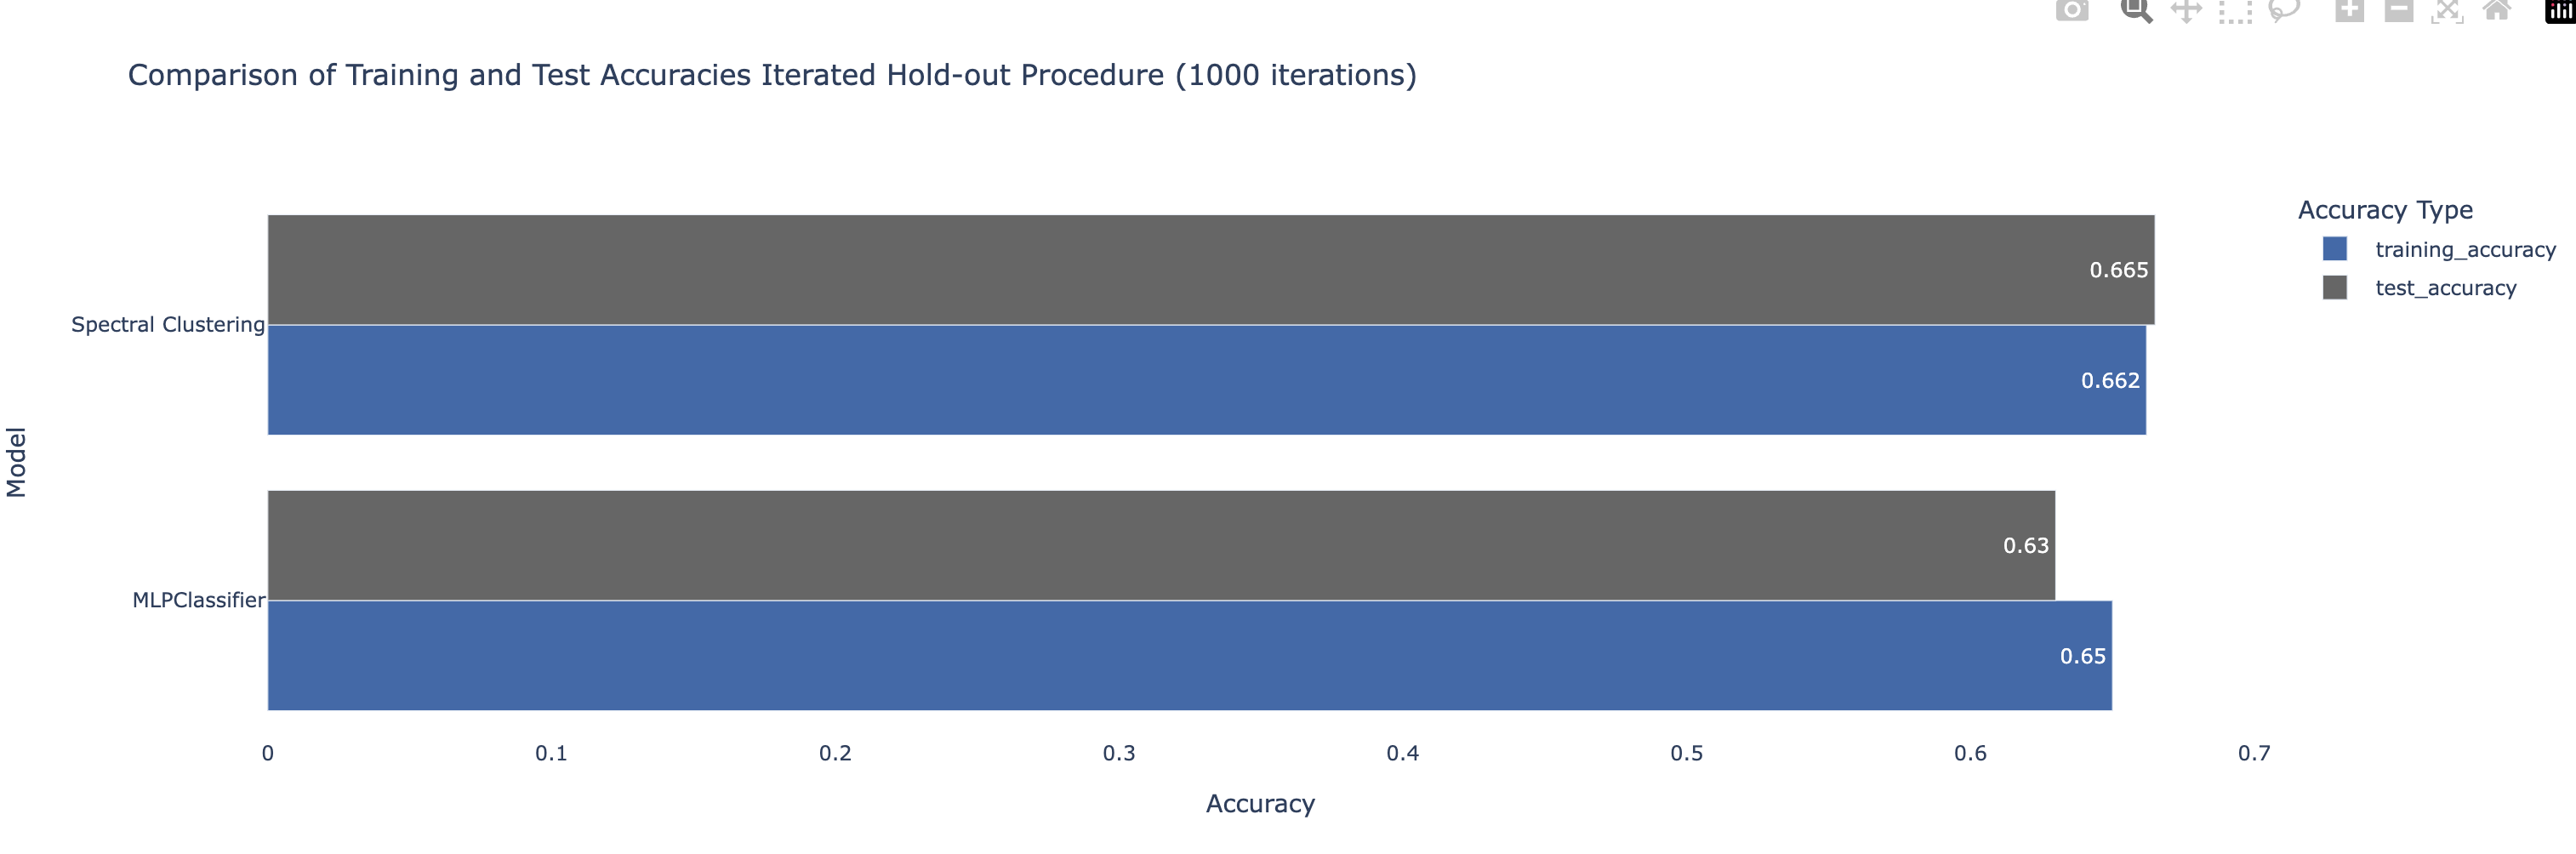 Comparison of Training and Test Accuracies Iterated Hold-out Procedure (1000 iterations)
Accuracy Type
training_accuracy
test_accuracy
Model
Spectral Clustering
0.665
0.662
MLPClassifier
0.63
0.65
0 0.1 0.2 0.3 0.4 0.5 0.6 0.7
Accuracy